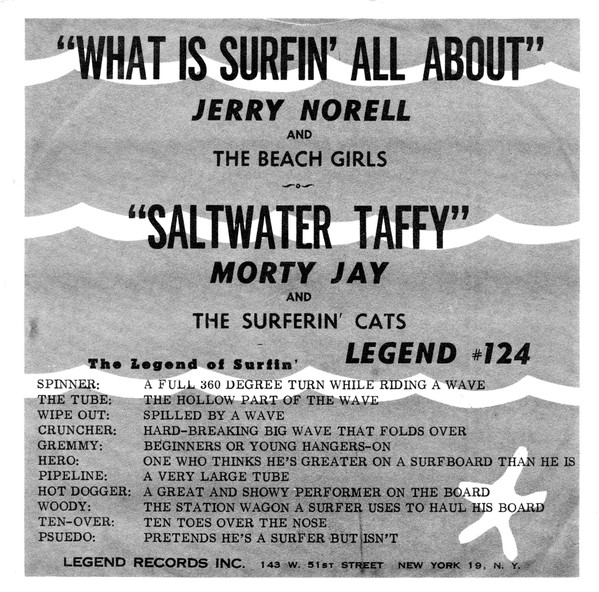 “WHAT IS SURFIN’ ALL ABOUT”
JERRY NORELL
AND
THE BEACH GIRLS
“SALTWATER TAFFY”
MORTY JAY
AND
THE SURFERIN’ CATS
LEGEND #124
The Legend of Surfin’
SPINNER: A FULL 360 DEGREE TURN WHILE RIDING A WAVE
THE TUBE: THE HOLLOW PART OF THE WAVE
WIPE OUT: SPILLED BY A WAVE
CRUNCHER: HARD-BREAKING BIG WAVE THAT FOLDS OVER
GREMMY: BEGINNERS OR YOUNG HANGERS-ON
HERO: ONE WHO THINKS HE'S GREATER ON A SURFBOARD THAN HE IS
PIPELINE: A VERY LARGE TUBE
HOT DOGGER: A GREAT AND SHOWY PERFORMER ON THE BOARD
WOODY: THE STATION WAGON A SURFER USES TO HAUL HIS BOARD
TEN-OVER: TEN TOES OVER THE NOSE
PSUEDO: PRETENDS HE'S A SURFER BUT ISN'T
LEGEND RECORDS INC. 143 W. 51ST STREET NEW YORK 19, N. Y.